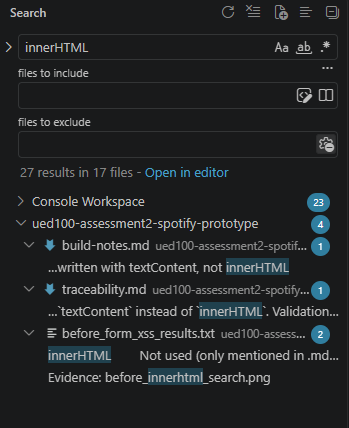 Search
innerHTML
Aa ab .*
files to include
...
files to exclude
27 results in 17 files - Open in editor
Console Workspace 23
ued100-assessment2-spotify-prototype 4
build-notes.md ued100-assessment2-spotif... 1
...written with textContent, not innerHTML
traceability.md ued100-assessment2-spotify... 1
...`textContent` instead of `innerHTML`. Validation...
before_form_xss_results.txt ued100-assess... 2
innerHTML Not used (only mentioned in .md...
Evidence: before_innerhtml_search.png